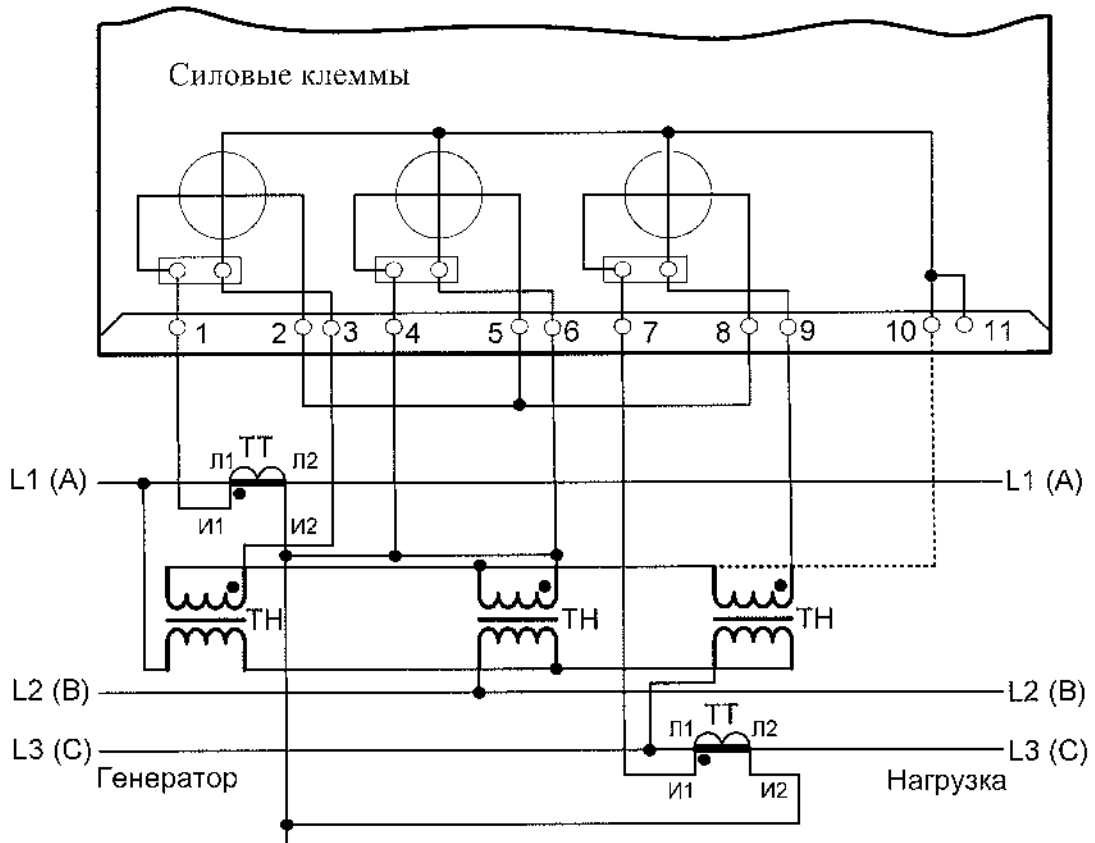 Силовые клеммы
1 2 3 4 5 6 7 8 9 10 11
ТТ
Л1 Л2
L1 (A) L1 (A)
И1 И2
ТН ТН ТН
L2 (B) L2 (B)
Л1 ТТ Л2
L3 (C) L3 (C)
Генератор И1 И2 Нагрузка